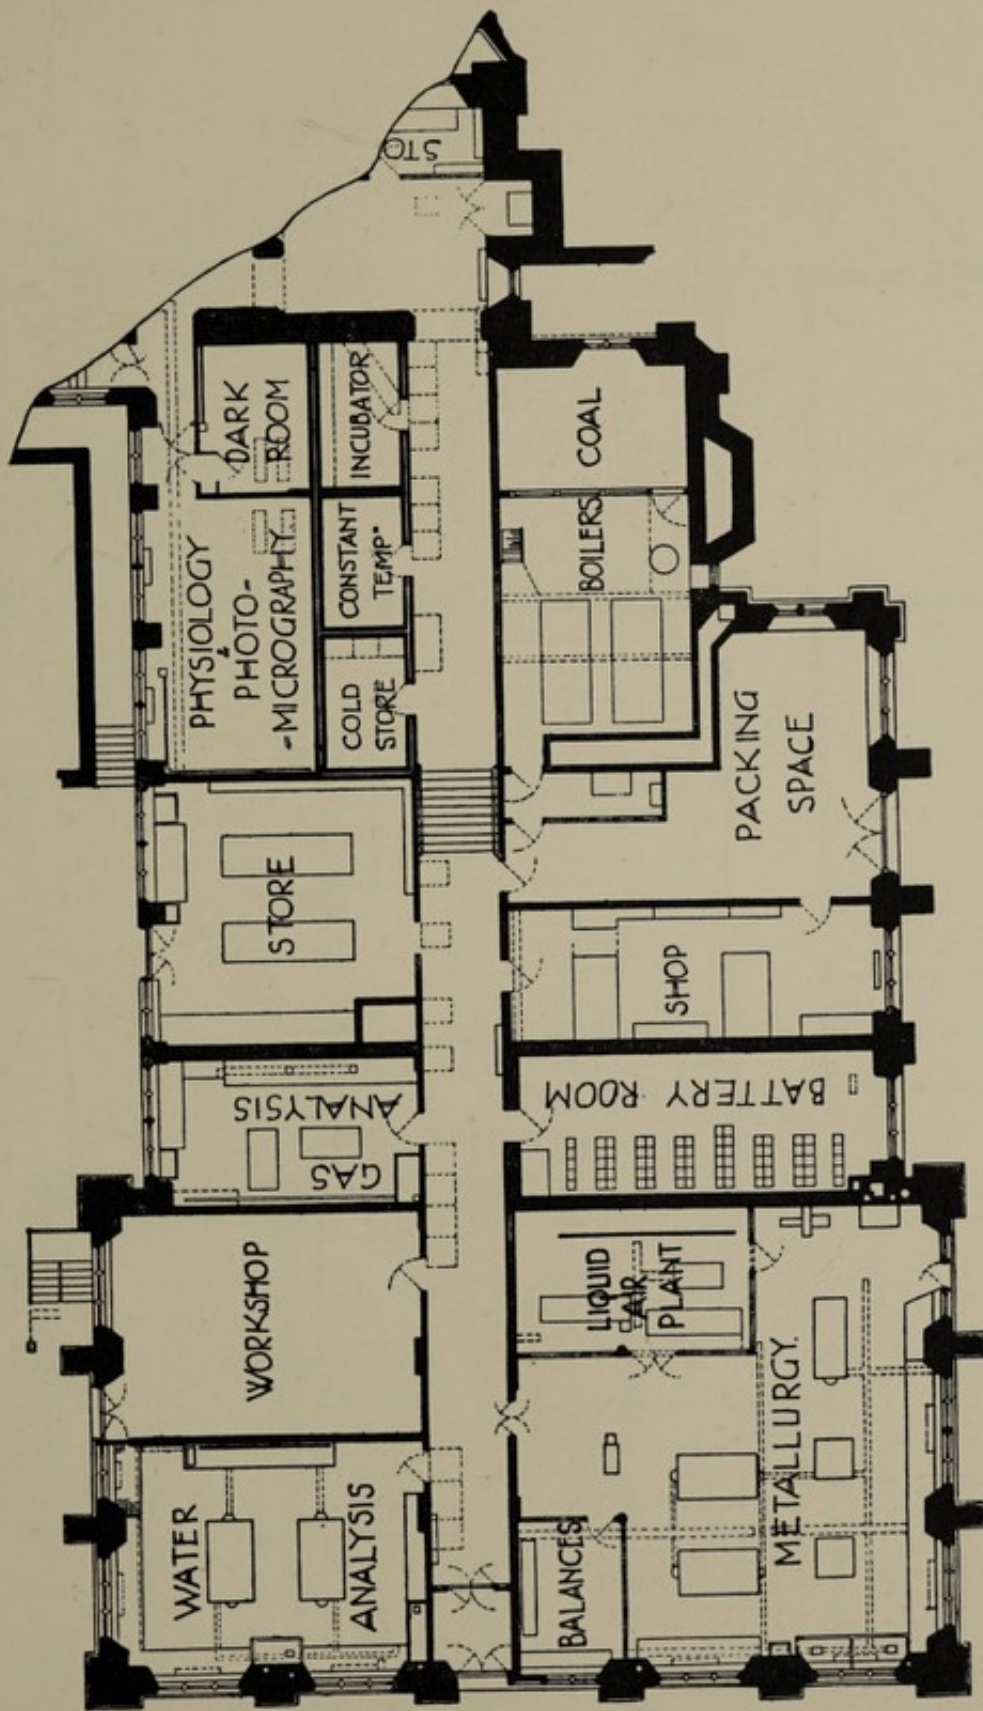 STO
DARK
ROOM
INCUBATOR
COAL
PHYSIOLOGY
&
PHOTO-
-MICROGRAPHY
CONSTANT
TEMPR
COLD
STORE
BOILERS
STORE
PACKING
SPACE
SHOP
GAS
ANALYSIS
BATTERY ROOM
WORKSHOP
LIQUID
AIR
PLANT
WATER
ANALYSIS
BALANCES
METALLURGY.